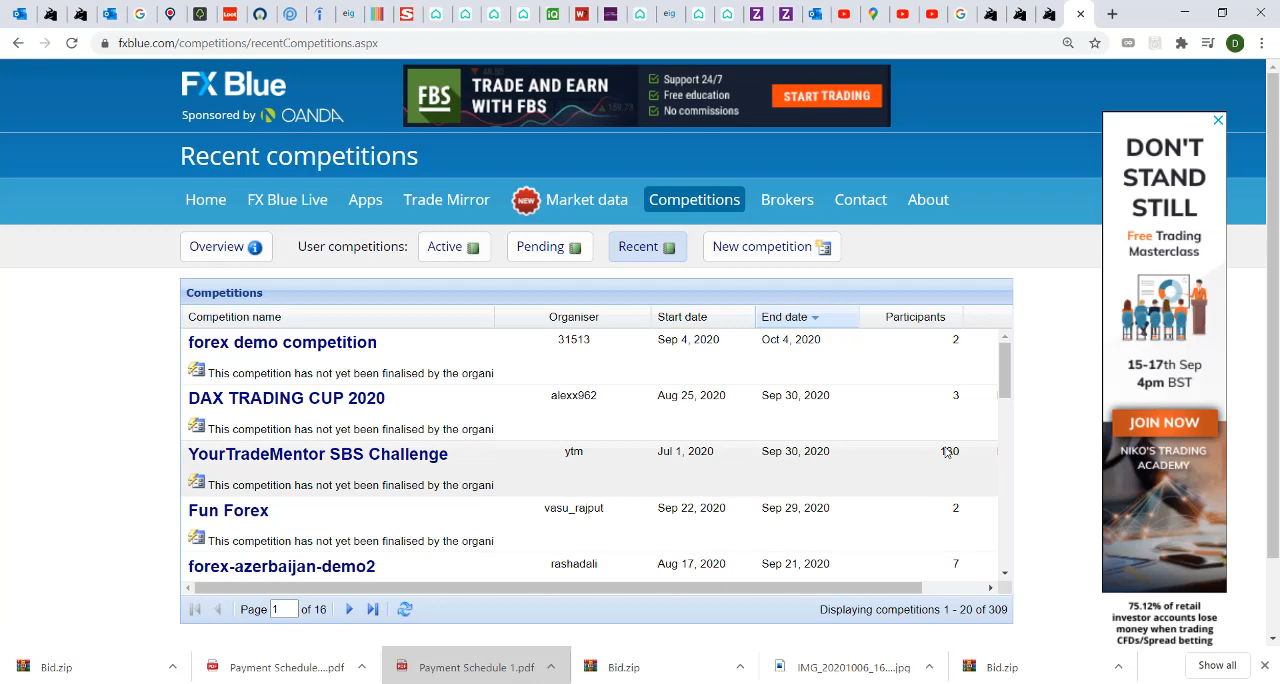 fxblue.com/competitions/recentCompetitions.aspx
FX Blue
Sponsored by OANDA
FBS
TRADE AND EARN
WITH FBS
Support 24/7
Free education
No commissions
START TRADING
Recent competitions
Home
FX Blue Live
Apps
Trade Mirror
NEW
Market data
Competitions
Brokers
Contact
About
Overview
User competitions:
Active
Pending
Recent
New competition
Competitions
Competition name Organiser Start date End date Participants
forex demo competition 31513 Sep 4, 2020 Oct 4, 2020 2
This competition has not yet been finalised by the organi
DAX TRADING CUP 2020 alexx962 Aug 25, 2020 Sep 30, 2020 3
This competition has not yet been finalised by the organi
YourTradeMentor SBS Challenge ytm Jul 1, 2020 Sep 30, 2020
This competition has not yet been finalised by the organi
Fun Forex vasu_rajput Sep 22, 2020 Sep 29, 2020 2
This competition has not yet been finalised by the organi
forex-azerbaijan-demo2 rashadali Aug 17, 2020 Sep 21, 2020 7
Page 1 of 16
Displaying competitions 1 - 20 of 309
DON'T
STAND
STILL
Free Trading
Masterclass
15-17th Sep
4pm BST
JOIN NOW
NIKO'S TRADING
ACADEMY
75.12% of retail
investor accounts lose
money when trading
CFDs/Spread betting
Bid.zip
Payment Schedule....pdf
Payment Schedule 1.pdf
Bid.zip
IMG_20201006_16....jpg
Bid.zip
Show all